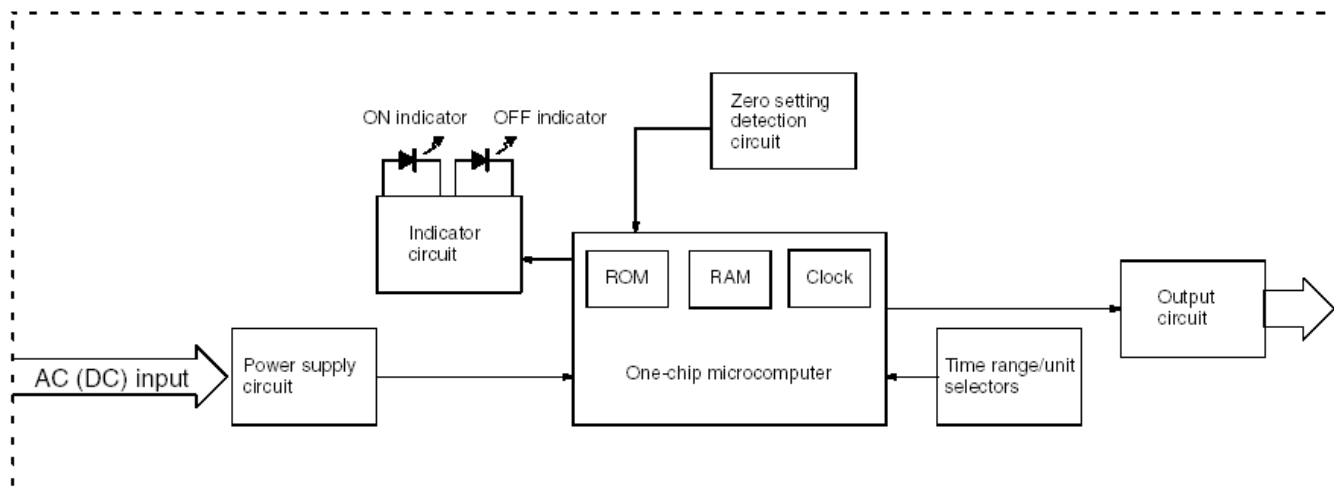 Zero setting
detection
circuit
ON indicator
OFF indicator
Indicator
circuit
ROM
RAM
Clock
Output
circuit
AC (DC) input
Power supply
circuit
One-chip microcomputer
Time range/unit
selectors